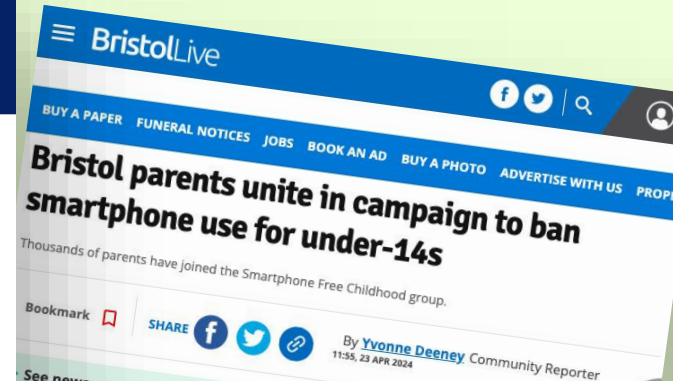 BristolLive
BUY A PAPER FUNERAL NOTICES JOBS BOOK AN AD BUY A PHOTO ADVERTISE WITH US
Bristol parents unite in campaign to ban
smartphone use for under-14s
Thousands of parents have joined the Smartphone Free Childhood group.
Bookmark SHARE
By Yvonne Deeney Community Reporter
11:55, 23 APR 2024
See